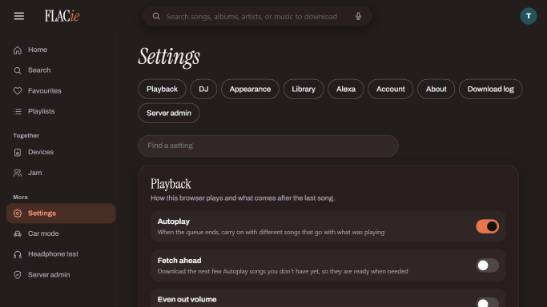 FLACie
Search songs, albums, artists, or music to download
T
Home
Search
Favourites
Playlists
Together
Devices
Jam
More
Settings
Car mode
Headphone test
Server admin
Settings
Playback
DJ
Appearance
Library
Alexa
Account
About
Download log
Server admin
Find a setting
Playback
How this browser plays and what comes after the last song.
Autoplay
When the queue ends, carry on with different songs that go with what was playing
Fetch ahead
Download the next few Autoplay songs you don't have yet, so they are ready when needed
Even out volume